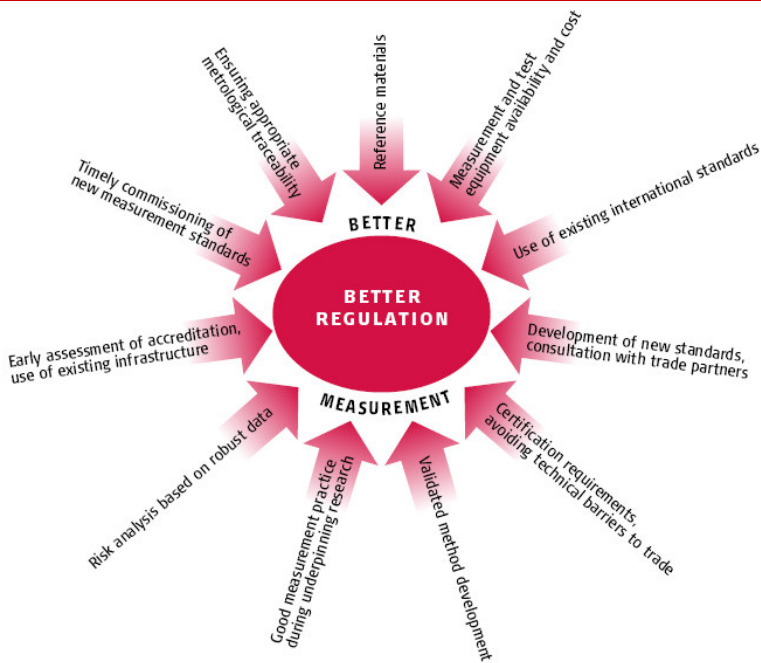 Reference materials
Measurement and test
equipment availability and cost
Use of existing international standards
Development of new standards,
consultation with trade partners
Certification requirements,
avoiding technical barriers to trade
Validated method development
Good measurement practice
during underpinning research
Risk analysis based on robust data
Early assessment of accreditation,
use of existing infrastructure
Timely commissioning of
new measurement standards
Ensuring appropriate
metrological traceability
BETTER
BETTER
REGULATION
MEASUREMENT